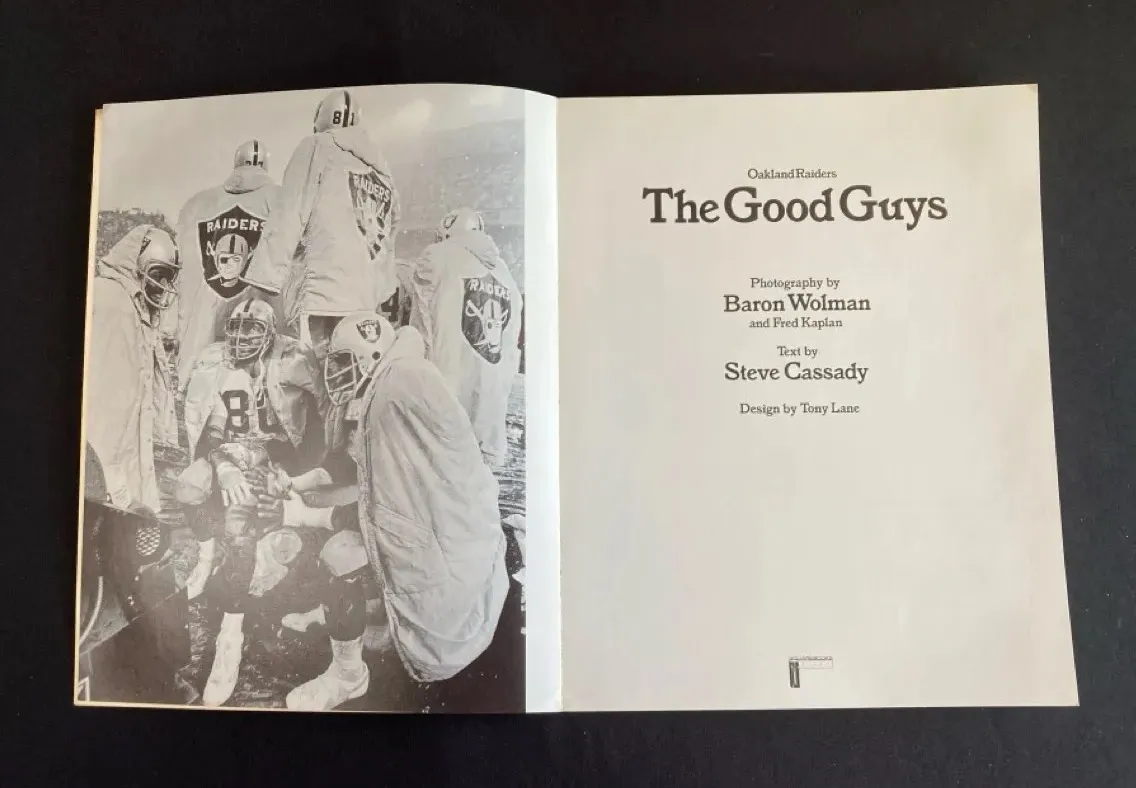 81
RAIDERS
RAIDERS
RAIDERS
Oakland Raiders
The Good Guys
Photography by
Baron Wolman
and Fred Kaplan
Text by
Steve Cassady
Design by Tony Lane